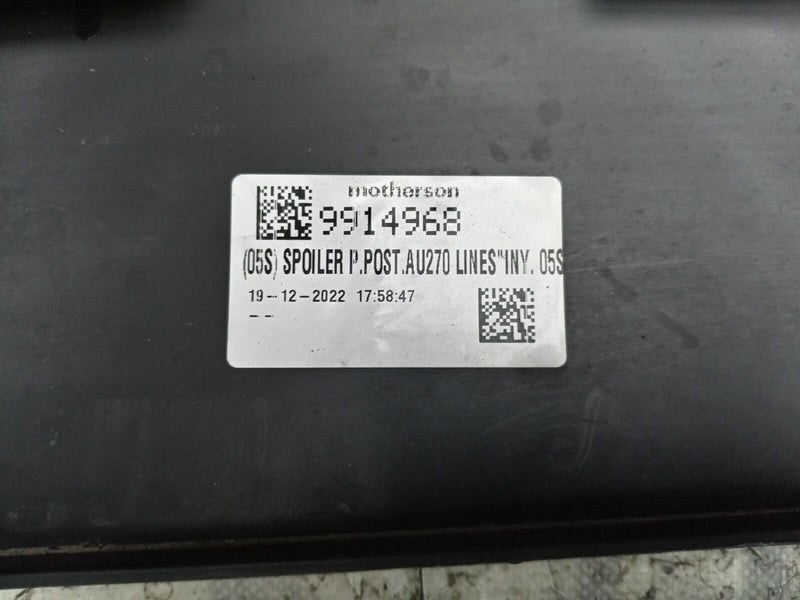 motherson
9914968
(05S) SPOILER P.POST.AU270 LINES"INY. 05S
19-12-2022 17:58:47
--